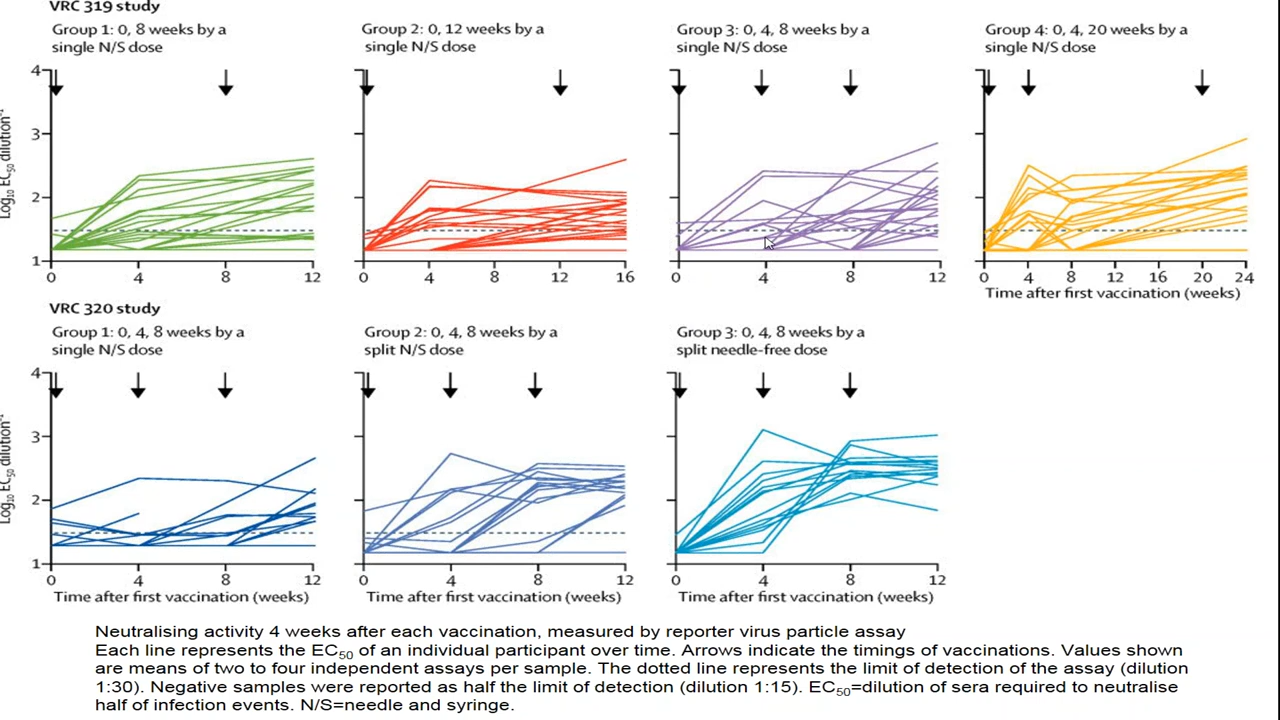 VRC 319 study
Group 1: 0, 8 weeks by a
single N/S dose
Group 2: 0, 12 weeks by a
single N/S dose
Group 3: 0, 4, 8 weeks by a
single N/S dose
Group 4: 0, 4, 20 weeks by a
single N/S dose
Log10 EC50 dilution-1
4
3
2
1
0 4 8 12
0 4 8 12 16
0 4 8 12
0 4 8 12 16 20 24
Time after first vaccination (weeks)
VRC 320 study
Group 1: 0, 4, 8 weeks by a
single N/S dose
Group 2: 0, 4, 8 weeks by a
split N/S dose
Group 3: 0, 4, 8 weeks by a
split needle-free dose
Log10 EC50 dilution-1
4
3
2
1
0 4 8 12
0 4 8 12
0 4 8 12
Time after first vaccination (weeks)
Time after first vaccination (weeks)
Time after first vaccination (weeks)
Neutralising activity 4 weeks after each vaccination, measured by reporter virus particle assay
Each line represents the EC50 of an individual participant over time. Arrows indicate the timings of vaccinations. Values shown
are means of two to four independent assays per sample. The dotted line represents the limit of detection of the assay (dilution
1:30). Negative samples were reported as half the limit of detection (dilution 1:15). EC50=dilution of sera required to neutralise
half of infection events. N/S=needle and syringe.